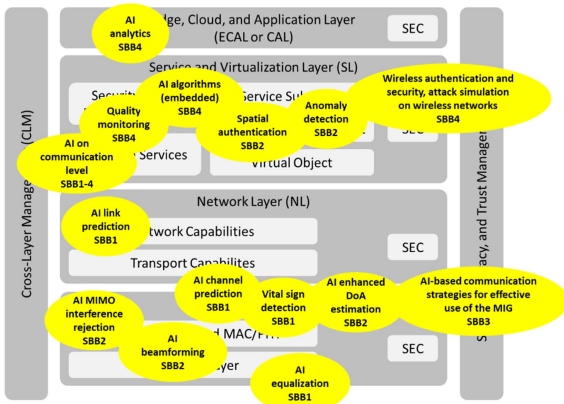 AI
analytics
SBB4
dge, Cloud, and Application Layer
(ECAL or CAL)
SEC
Service and Virtualization Layer (SL)
AI algorithms
(embedded)
SBB4
Service
Quality
monitoring
SBB4
Spatial
authentication
SBB2
Anomaly
detection
SBB2
Wireless authentication and
security, attack simulation
on wireless networks
SBB4
SEC
AI on
communication
level
SBB1-4
Services
Virtual Object
Network Layer (NL)
AI link
prediction
SBB1
work Capabilities
Transport Capabilites
SEC
AI channel
prediction
SBB1
Vital sign
detection
SBB1
AI enhanced
DoA
estimation
SBB2
AI-based communication
strategies for effective
use of the MIG
SBB3
AI MIMO
interference
rejection
SBB2
AI
beamforming
SBB2
MAC/
yer
SEC
AI
equalization
SBB1
Cross-Layer Manage
(CLM)
acy, and Trust Manager